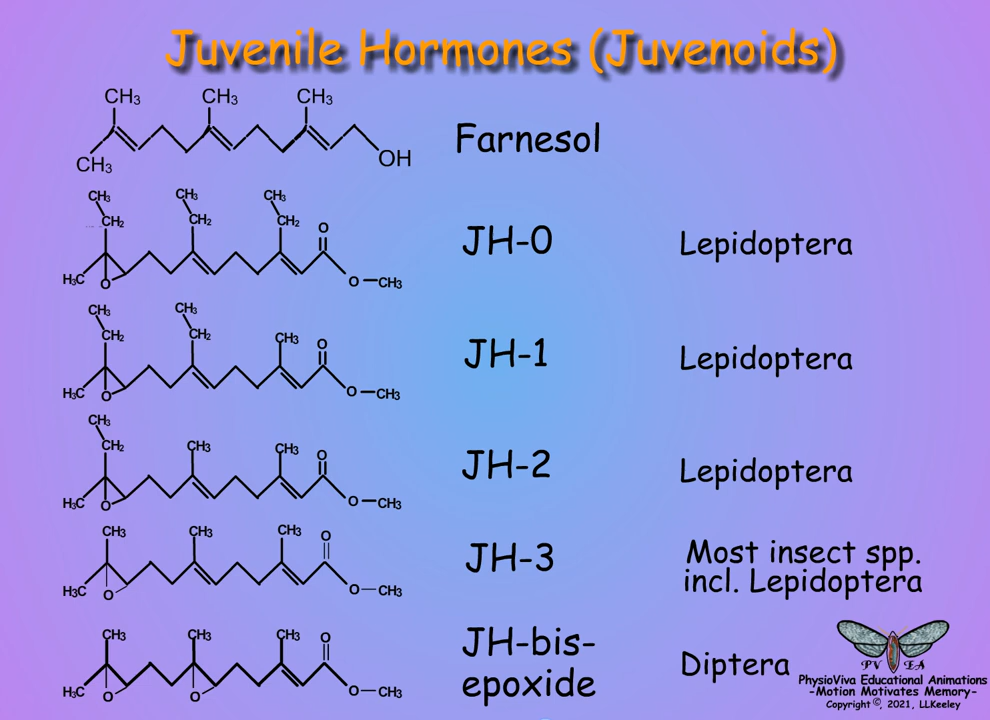 Juvenile Hormones (Juvenoids)
CH₃ CH₃ CH₃
CH₃ OH
Farnesol
CH₃ CH₃ CH₃
CH₂ CH₂ CH₂ O
H₃C O O CH₃
JH-0 Lepidoptera
CH₃ CH₃
CH₂ CH₂ CH₃ O
H₃C O O CH₃
JH-1 Lepidoptera
CH₃
CH₂ CH₃ CH₃ O
H₃C O O CH₃
JH-2 Lepidoptera
CH₃ CH₃ CH₃ O
H₃C O O CH₃
JH-3 Most insect spp.
incl. Lepidoptera
CH₃ CH₃ CH₃ O
H₃C O O O CH₃
JH-bis-
epoxide Diptera
PV EA
PhysioViva Educational Animations
-Motion Motivates Memory-
Copyright ©, 2021, LLKeeley